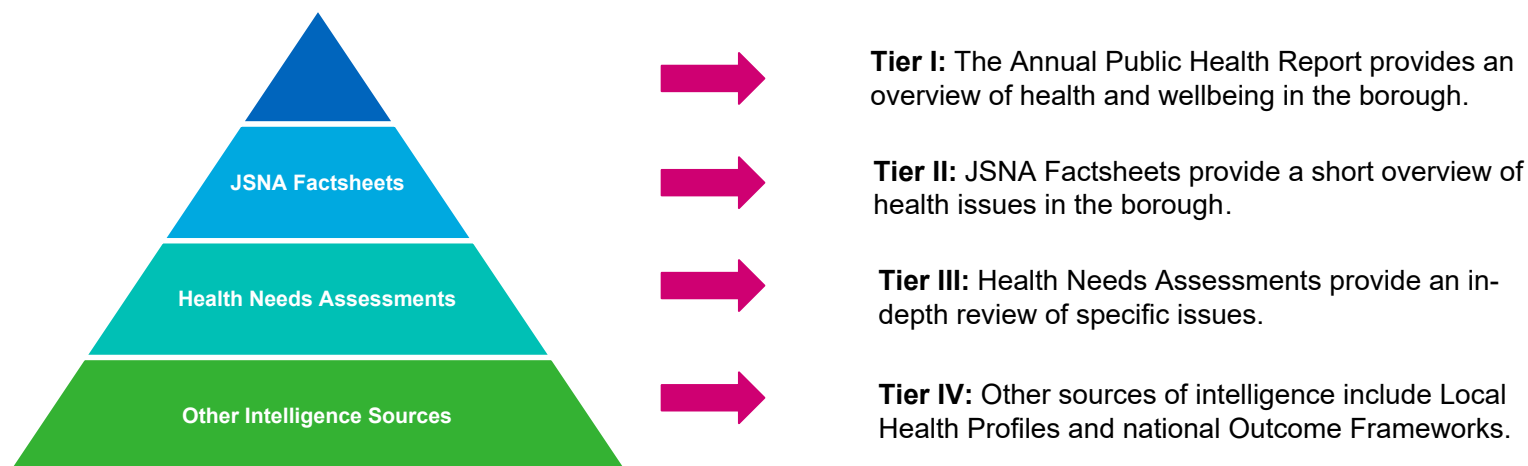 Tier I: The Annual Public Health Report provides an
overview of health and wellbeing in the borough.
JSNA Factsheets
Tier II: JSNA Factsheets provide a short overview of
health issues in the borough.
Health Needs Assessments
Tier III: Health Needs Assessments provide an in-
depth review of specific issues.
Other Intelligence Sources
Tier IV: Other sources of intelligence include Local
Health Profiles and national Outcome Frameworks.